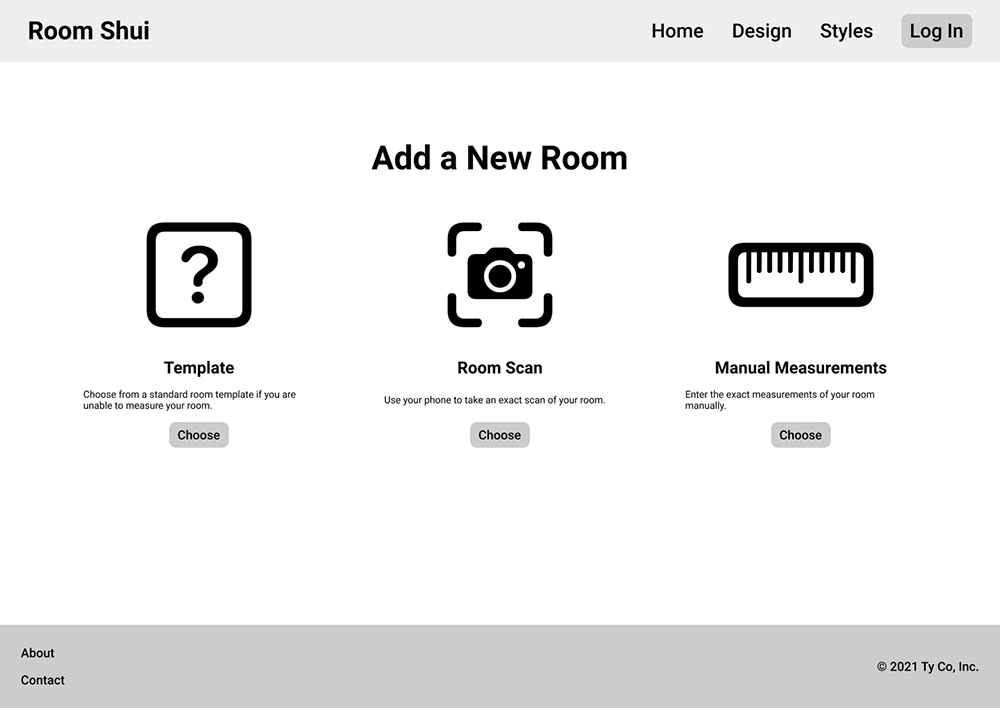 Room Shui
Home Design Styles Log In
Add a New Room
?
Template
Choose from a standard room template if you are
unable to measure your room.
Choose
Room Scan
Use your phone to take an exact scan of your room.
Choose
Manual Measurements
Enter the exact measurements of your room
manually.
Choose
About
Contact
© 2021 Ty Co, Inc.